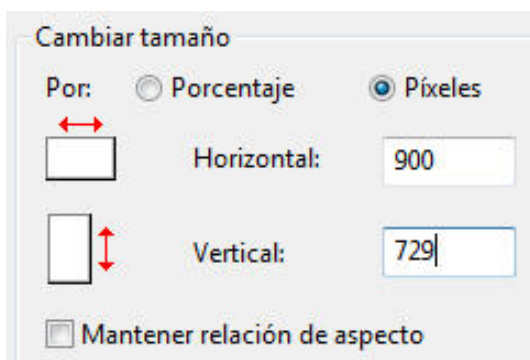 Cambiar tamaño
Por: Porcentaje Píxeles
Horizontal: 900
Vertical: 729
Mantener relación de aspecto